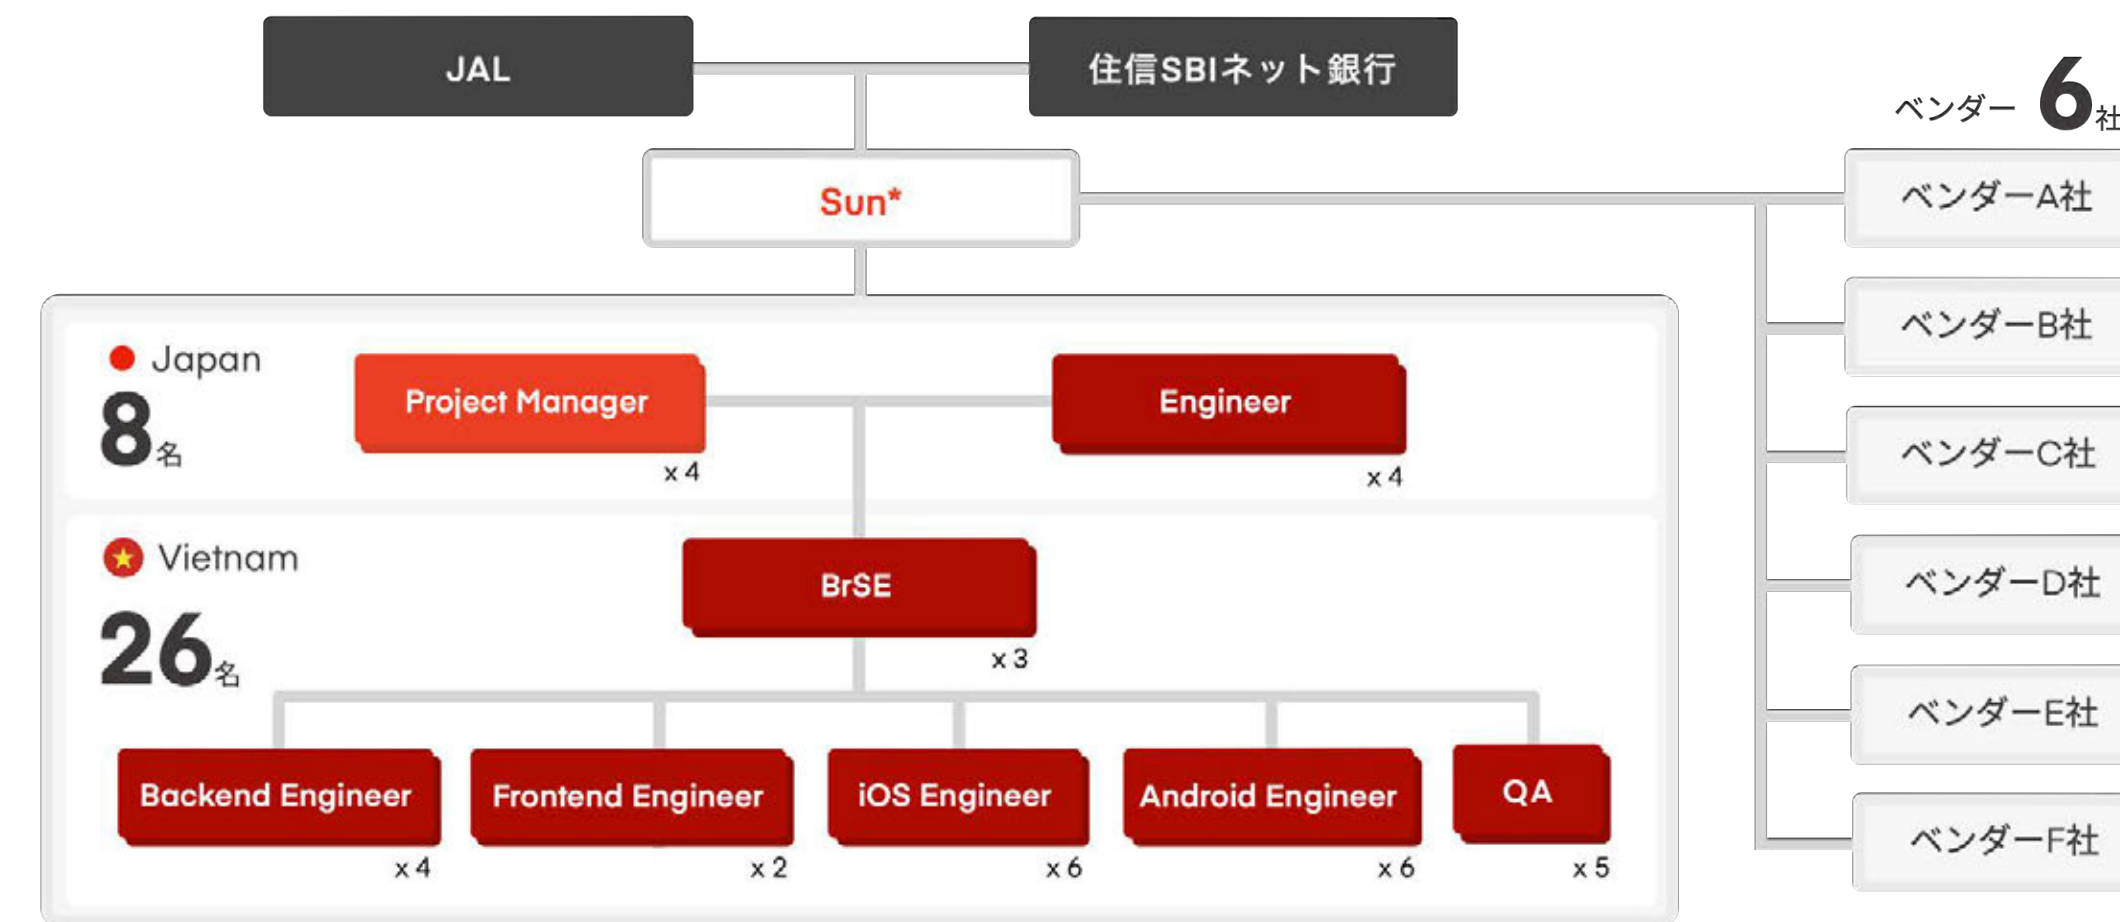 JAL
住信SBIネット銀行
ベンダー 6社
Sun*
ベンダーA社
ベンダーB社
ベンダーC社
ベンダーD社
ベンダーE社
ベンダーF社
Japan
8名
Project Manager
x 4
Engineer
x 4
Vietnam
26名
BrSE
x 3
Backend Engineer
x 4
Frontend Engineer
x 2
iOS Engineer
x 6
Android Engineer
x 6
QA
x 5